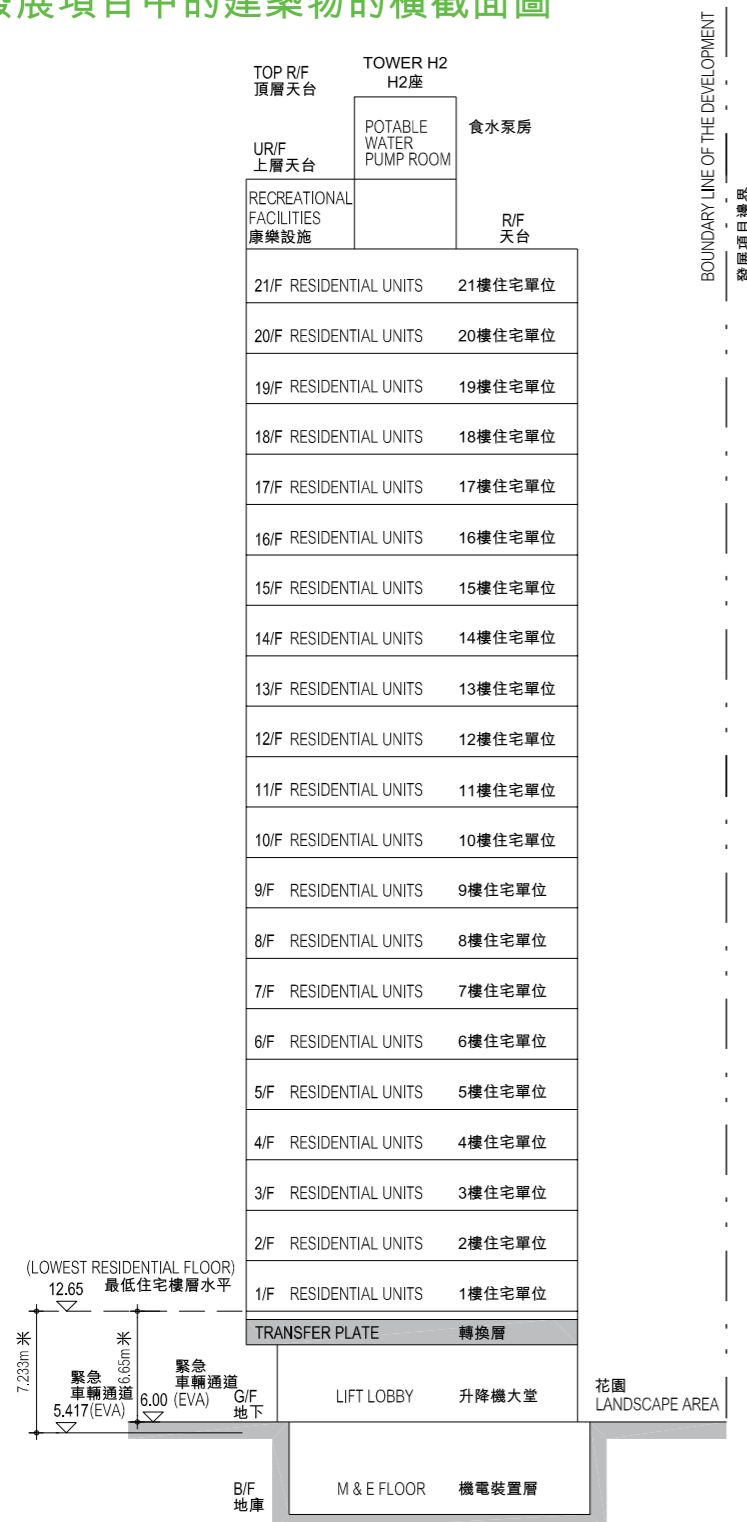 發展項目中的建築物的橫截面圖
TOWER H2
H2座
TOP R/F
頂層天台
POTABLE
WATER
PUMP ROOM
食水泵房
UR/F
上層天台
RECREATIONAL
FACILITIES
康樂設施
R/F
天台
21/F RESIDENTIAL UNITS 21樓住宅單位
20/F RESIDENTIAL UNITS 20樓住宅單位
19/F RESIDENTIAL UNITS 19樓住宅單位
18/F RESIDENTIAL UNITS 18樓住宅單位
17/F RESIDENTIAL UNITS 17樓住宅單位
16/F RESIDENTIAL UNITS 16樓住宅單位
15/F RESIDENTIAL UNITS 15樓住宅單位
14/F RESIDENTIAL UNITS 14樓住宅單位
13/F RESIDENTIAL UNITS 13樓住宅單位
12/F RESIDENTIAL UNITS 12樓住宅單位
11/F RESIDENTIAL UNITS 11樓住宅單位
10/F RESIDENTIAL UNITS 10樓住宅單位
9/F RESIDENTIAL UNITS 9樓住宅單位
8/F RESIDENTIAL UNITS 8樓住宅單位
7/F RESIDENTIAL UNITS 7樓住宅單位
6/F RESIDENTIAL UNITS 6樓住宅單位
5/F RESIDENTIAL UNITS 5樓住宅單位
4/F RESIDENTIAL UNITS 4樓住宅單位
3/F RESIDENTIAL UNITS 3樓住宅單位
2/F RESIDENTIAL UNITS 2樓住宅單位
1/F RESIDENTIAL UNITS 1樓住宅單位
(LOWEST RESIDENTIAL FLOOR)
12.65 最低住宅樓層水平
TRANSFER PLATE 轉換層
7.233m 米
6.65m 米
緊急
車輛通道
5.417(EVA)
緊急
車輛通道
6.00 (EVA)
G/F
地下
LIFT LOBBY 升降機大堂
花園
LANDSCAPE AREA
B/F
地庫
M & E FLOOR 機電裝置層
BOUNDARY LINE OF THE DEVELOPMENT
發展項目邊界